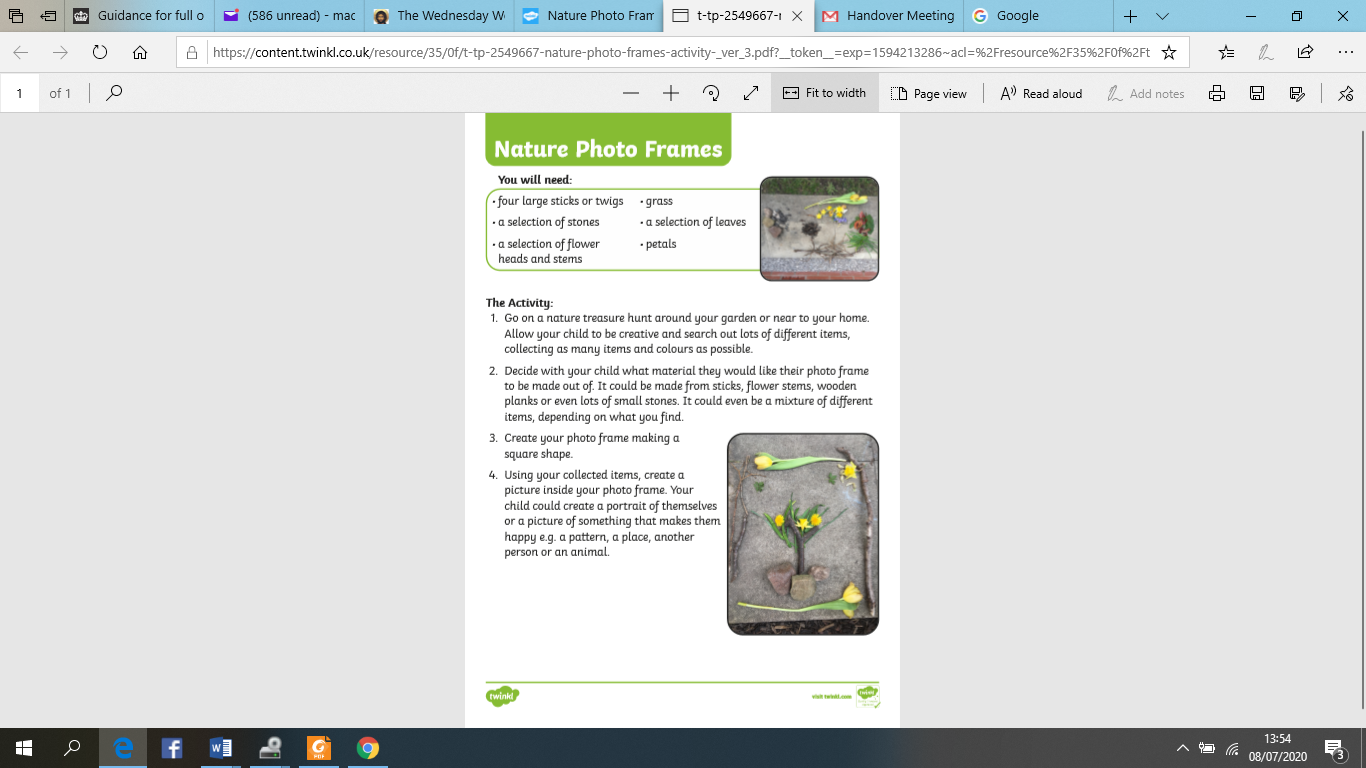 Guidance for full o
(586 unread) - mac
The Wednesday We
Nature Photo Fram
t-tp-2549667-n
Handover Meeting
Google
https://content.twinkl.co.uk/resource/35/0f/t-tp-2549667-nature-photo-frames-activity-_ver_3.pdf?__token__=exp=1594213286~acl=%2Fresource%2F35%2F0f%2Ft
1 of 1
Fit to width
Page view
Read aloud
Add notes
Nature Photo Frames
You will need:
• four large sticks or twigs
• a selection of stones
• a selection of flower
heads and stems
• grass
• a selection of leaves
• petals
The Activity:
1. Go on a nature treasure hunt around your garden or near to your home.
Allow your child to be creative and search out lots of different items,
collecting as many items and colours as possible.
2. Decide with your child what material they would like their photo frame
to be made out of. It could be made from sticks, flower stems, wooden
planks or even lots of small stones. It could even be a mixture of different
items, depending on what you find.
3. Create your photo frame making a
square shape.
4. Using your collected items, create a
picture inside your photo frame. Your
child could create a portrait of themselves
or a picture of something that makes them
happy e.g. a pattern, a place, another
person or an animal.
twinkl
visit twinkl.com
twinkl
13:54
08/07/2020
3